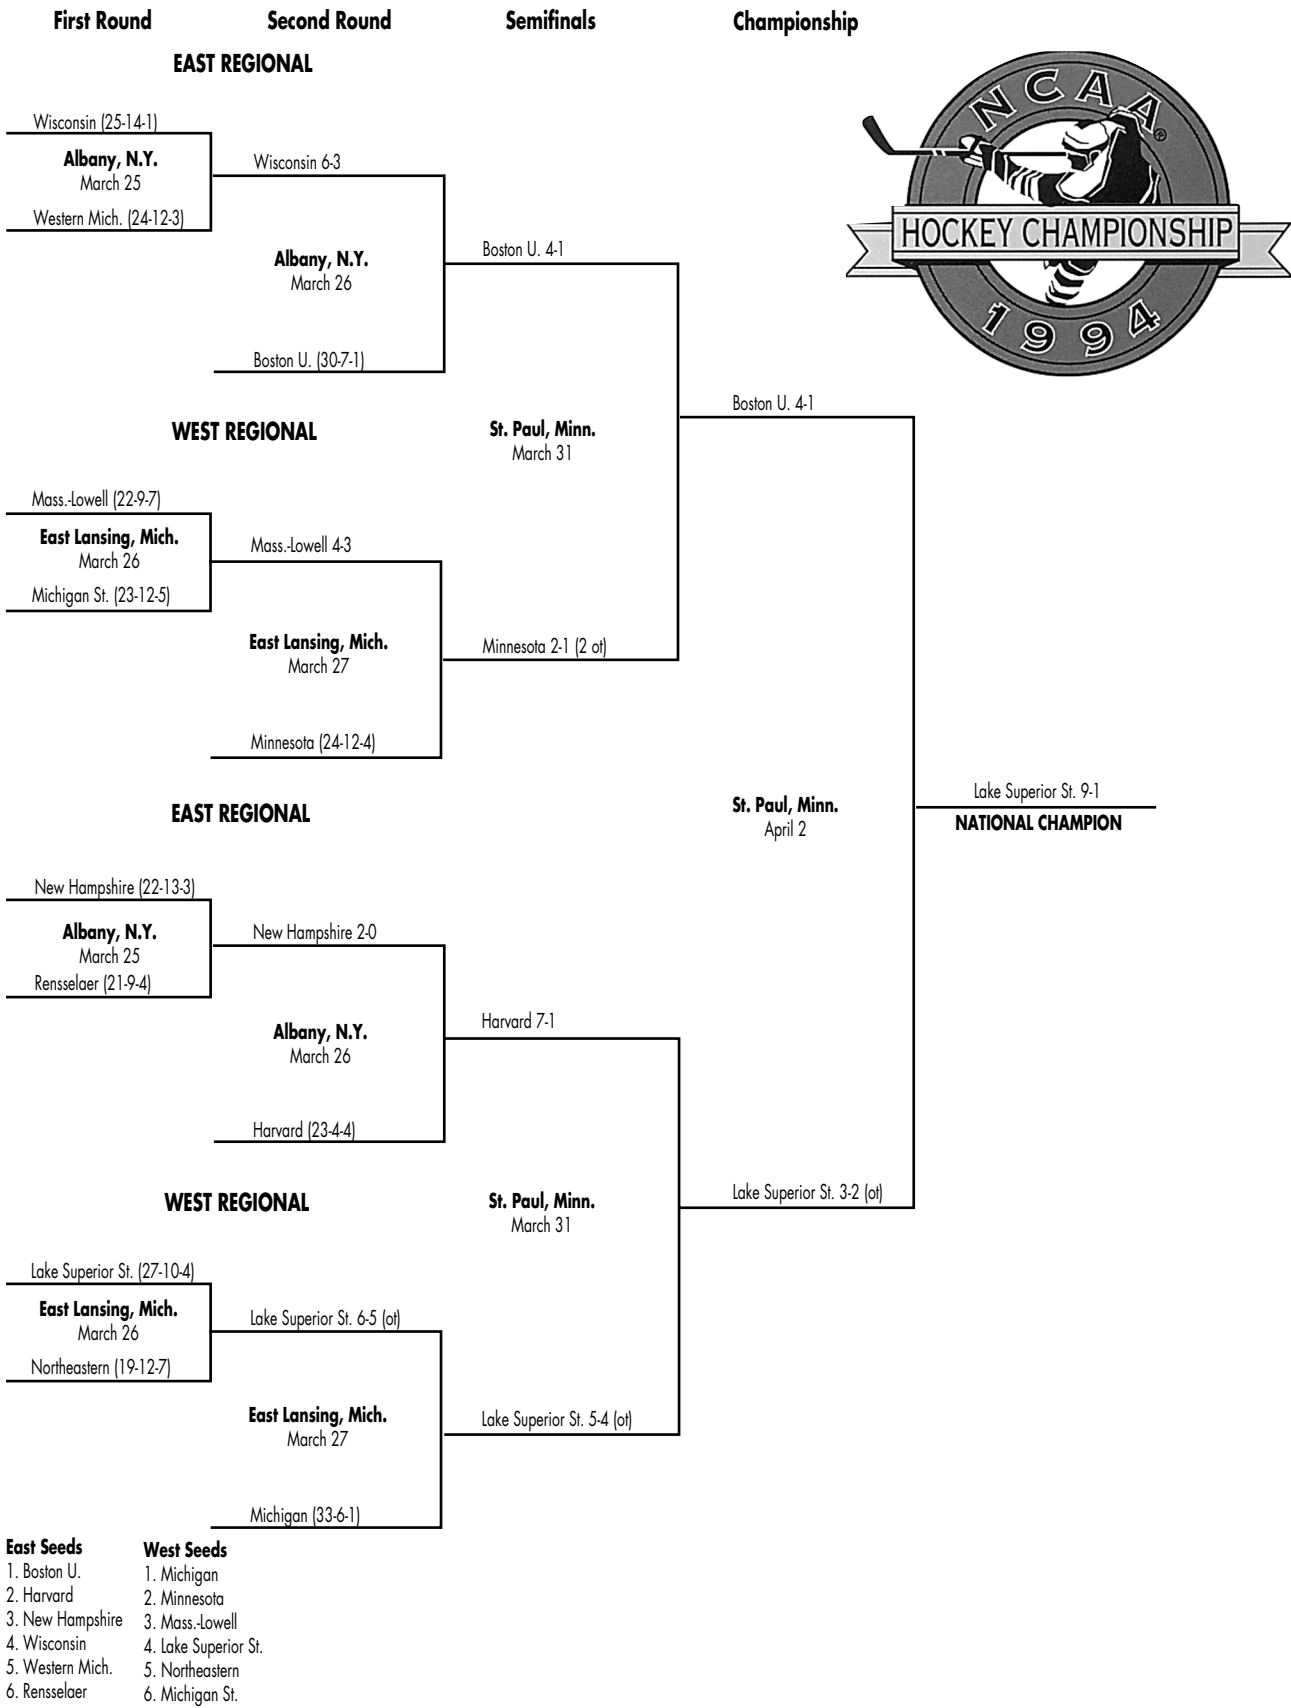 First Round
Second Round
Semifinals
Championship
EAST REGIONAL
NCAA®
HOCKEY CHAMPIONSHIP
1994
Wisconsin (25-14-1)
Albany, N.Y.
March 25
Western Mich. (24-12-3)
Wisconsin 6-3
Albany, N.Y.
March 26
Boston U. (30-7-1)
Boston U. 4-1
WEST REGIONAL
St. Paul, Minn.
March 31
Boston U. 4-1
Mass.-Lowell (22-9-7)
East Lansing, Mich.
March 26
Michigan St. (23-12-5)
Mass.-Lowell 4-3
East Lansing, Mich.
March 27
Minnesota (24-12-4)
Minnesota 2-1 (2 ot)
St. Paul, Minn.
April 2
Lake Superior St. 9-1
NATIONAL CHAMPION
EAST REGIONAL
New Hampshire (22-13-3)
Albany, N.Y.
March 25
Rensselaer (21-9-4)
New Hampshire 2-0
Albany, N.Y.
March 26
Harvard (23-4-4)
Harvard 7-1
WEST REGIONAL
St. Paul, Minn.
March 31
Lake Superior St. 3-2 (ot)
Lake Superior St. (27-10-4)
East Lansing, Mich.
March 26
Northeastern (19-12-7)
Lake Superior St. 6-5 (ot)
East Lansing, Mich.
March 27
Michigan (33-6-1)
Lake Superior St. 5-4 (ot)
East Seeds
1. Boston U.
2. Harvard
3. New Hampshire
4. Wisconsin
5. Western Mich.
6. Rensselaer
West Seeds
1. Michigan
2. Minnesota
3. Mass.-Lowell
4. Lake Superior St.
5. Northeastern
6. Michigan St.